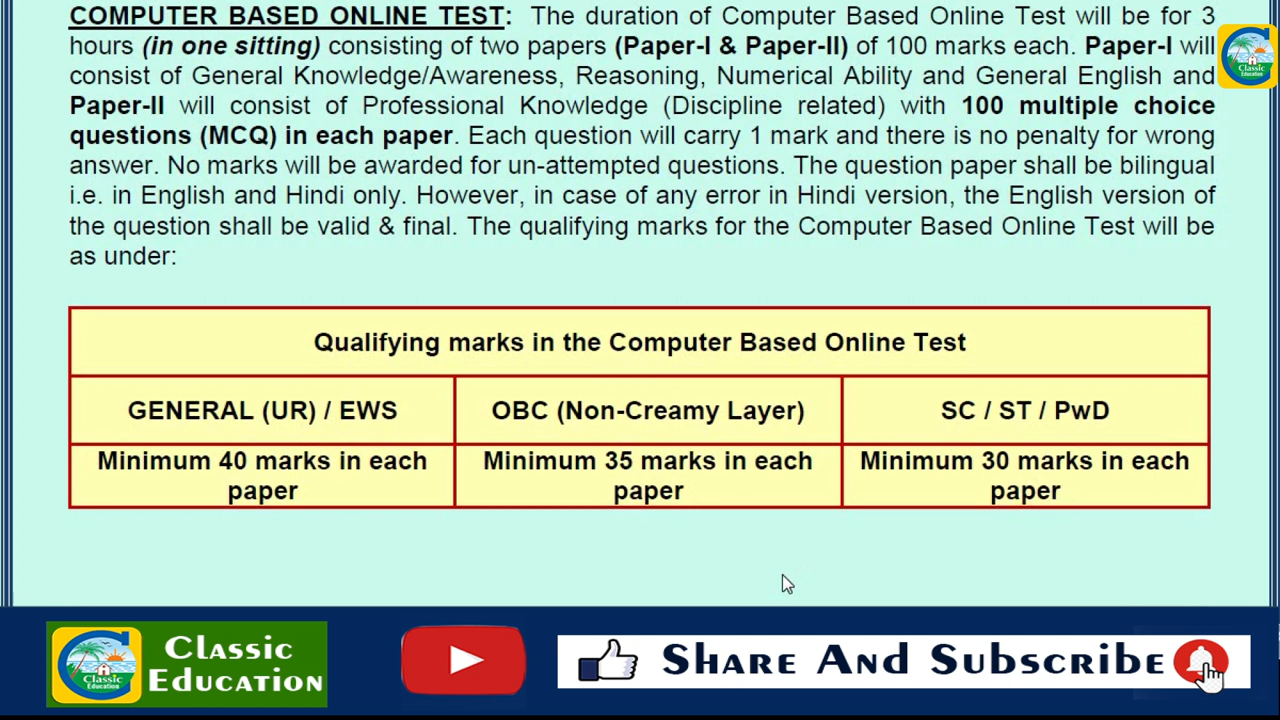 COMPUTER BASED ONLINE TEST: The duration of Computer Based Online Test will be for 3
hours (in one sitting) consisting of two papers (Paper-I & Paper-II) of 100 marks each. Paper-I will
consist of General Knowledge/Awareness, Reasoning, Numerical Ability and General English and
Paper-II will consist of Professional Knowledge (Discipline related) with 100 multiple choice
questions (MCQ) in each paper. Each question will carry 1 mark and there is no penalty for wrong
answer. No marks will be awarded for un-attempted questions. The question paper shall be bilingual
i.e. in English and Hindi only. However, in case of any error in Hindi version, the English version of
the question shall be valid & final. The qualifying marks for the Computer Based Online Test will be
as under:
Classic
Education
Qualifying marks in the Computer Based Online Test
GENERAL (UR) / EWS
OBC (Non-Creamy Layer)
SC / ST / PwD
Minimum 40 marks in each
paper
Minimum 35 marks in each
paper
Minimum 30 marks in each
paper
Classic
Education
Classic
Education
Share And Subscribe